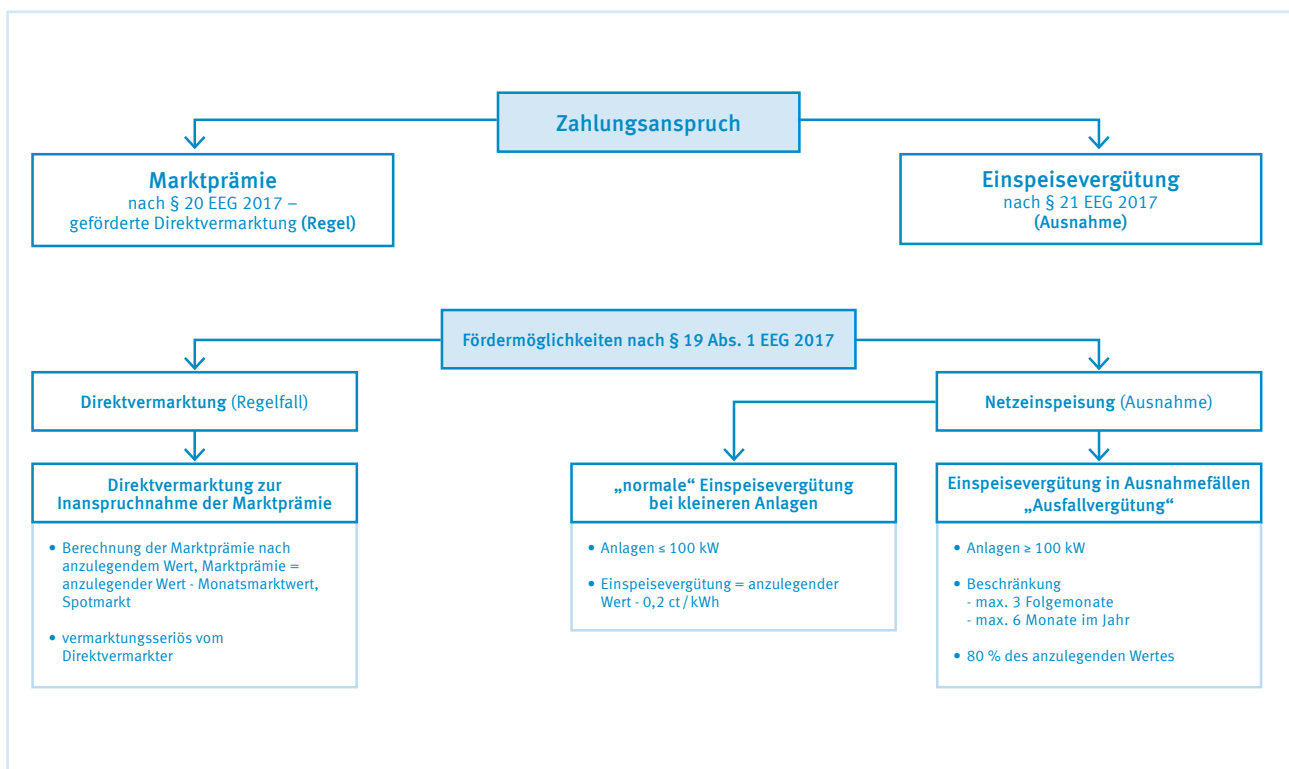 Zahlungsanspruch
Marktprämie
nach § 20 EEG 2017 –
geförderte Direktvermarktung (Regel)
Einspeisevergütung
nach § 21 EEG 2017
(Ausnahme)
Fördermöglichkeiten nach § 19 Abs. 1 EEG 2017
Direktvermarktung (Regelfall)
Netzeinspeisung (Ausnahme)
Direktvermarktung zur
Inanspruchnahme der Marktprämie
• Berechnung der Marktprämie nach
anzulegendem Wert, Marktprämie =
anzulegender Wert - Monatsmarktwert,
Spotmarkt
• vermarktungsseriös vom
Direktvermarkter
„normale“ Einspeisevergütung
bei kleineren Anlagen
• Anlagen ≤ 100 kW
• Einspeisevergütung = anzulegender
Wert - 0,2 ct / kWh
Einspeisevergütung in Ausnahmefällen
„Ausfallvergütung“
• Anlagen ≥ 100 kW
• Beschränkung
- max. 3 Folgemonate
- max. 6 Monate im Jahr
• 80 % des anzulegenden Wertes